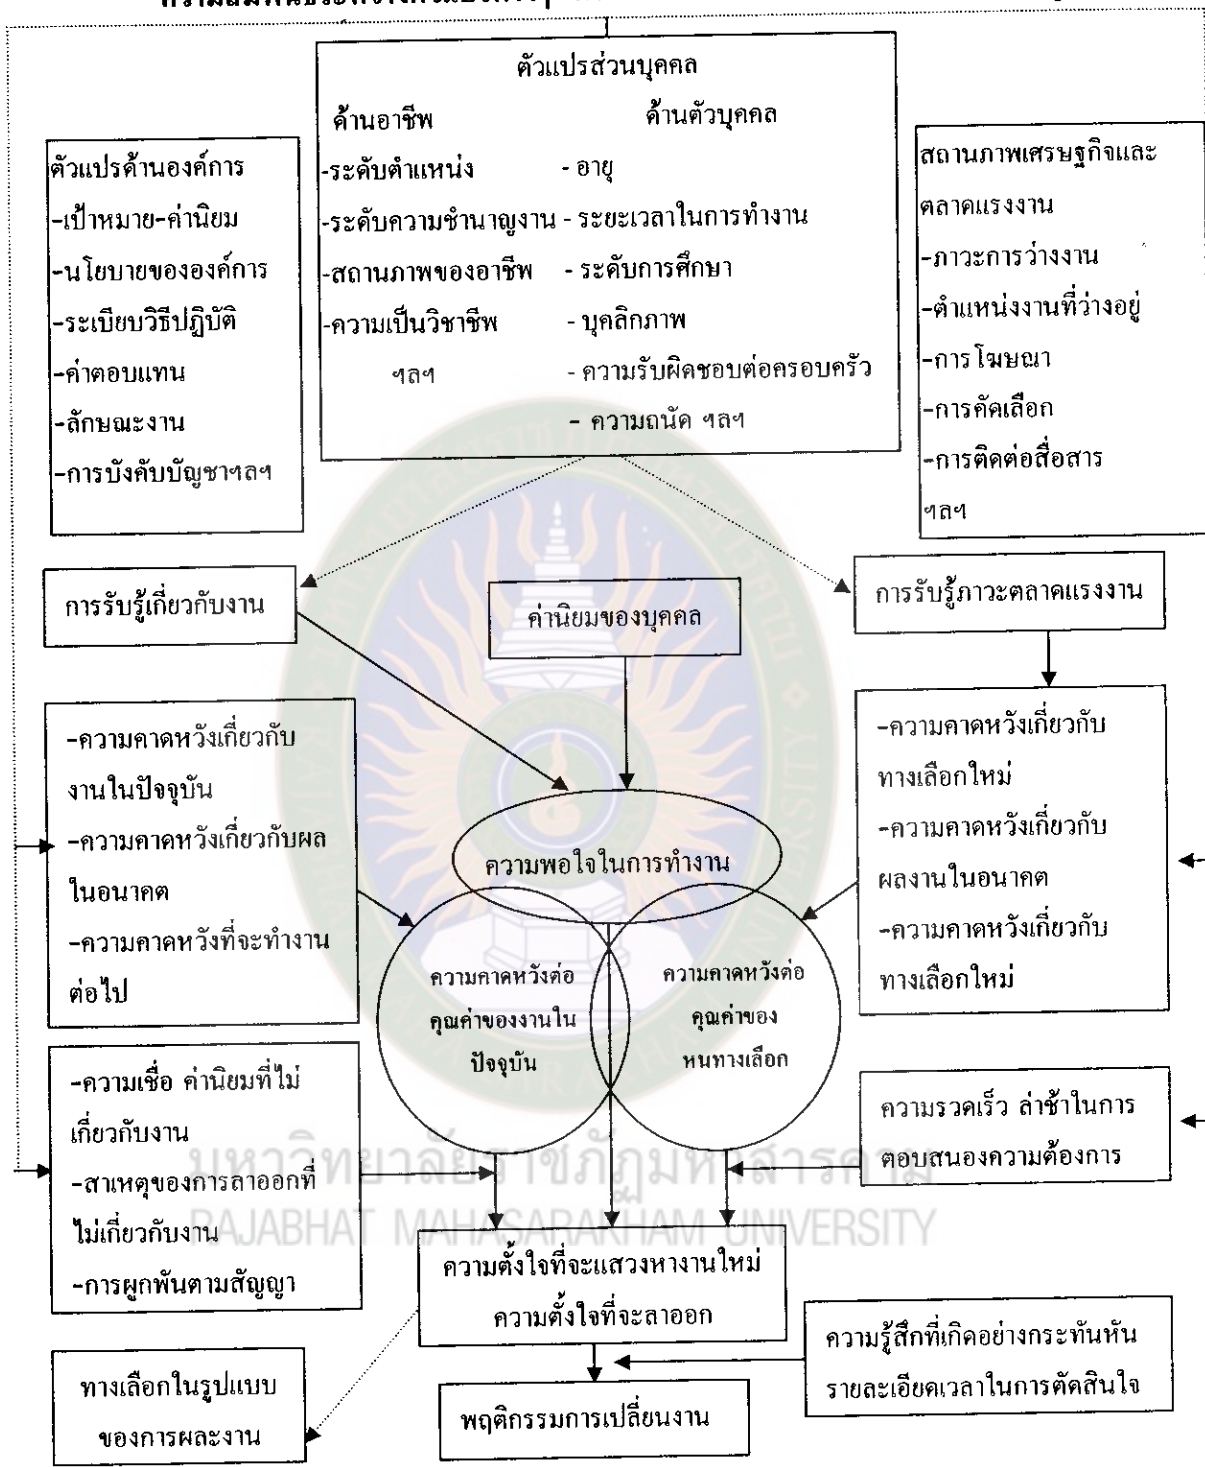 ตัวแปรส่วนบุคคล
ด้านอาชีพ
ด้านตัวบุคคล
-ระดับตำแหน่ง
- อายุ
-ระดับความชำนาญงาน
- ระยะเวลาในการทำงาน
-สถานภาพของอาชีพ
- ระดับการศึกษา
-ความเป็นวิชาชีพ
- บุคลิกภาพ
ฯลฯ
- ความรับผิดชอบต่อครอบครัว
- ความถนัด ฯลฯ
ตัวแปรด้านองค์การ
-เป้าหมาย-ค่านิยม
-นโยบายขององค์การ
-ระเบียบวิธีปฏิบัติ
-ค่าตอบแทน
-ลักษณะงาน
-การบังคับบัญชาฯลฯ
สถานภาพเศรษฐกิจและ
ตลาดแรงงาน
-ภาวะการว่างงาน
-ตำแหน่งงานที่ว่างอยู่
-การโฆษณา
-การคัดเลือก
-การติดต่อสื่อสาร
ฯลฯ
การรับรู้เกี่ยวกับงาน
ค่านิยมของบุคคล
การรับรู้ภาวะตลาดแรงงาน
-ความคาดหวังเกี่ยวกับ
งานในปัจจุบัน
-ความคาดหวังเกี่ยวกับผล
ในอนาคต
-ความคาดหวังที่จะทำงาน
ต่อไป
ความพอใจในการทำงาน
-ความคาดหวังเกี่ยวกับ
ทางเลือกใหม่
-ความคาดหวังเกี่ยวกับ
ผลงานในอนาคต
-ความคาดหวังเกี่ยวกับ
ทางเลือกใหม่
ความคาดหวังต่อ
คุณค่าของงานใน
ปัจจุบัน
ความคาดหวังต่อ
คุณค่าของ
หนทางเลือก
-ความเชื่อ ค่านิยมที่ไม่
เกี่ยวกับงาน
-สาเหตุของการลาออกที่
ไม่เกี่ยวกับงาน
-การผูกพันตามสัญญา
ความรวดเร็ว ล่าช้าในการ
ตอบสนองความต้องการ
มหาวิทยาลัยราชภัฏมหาสารคาม
RAJABHAT MAHASARAKHAM UNIVERSITY
ความตั้งใจที่จะแสวงหางานใหม่
ความตั้งใจที่จะลาออก
ความรู้สึกที่เกิดอย่างกระทันหัน
รายละเอียดเวลาในการตัดสินใจ
ทางเลือกในรูปแบบ
ของการผละงาน
พฤติกรรมการเปลี่ยนงาน